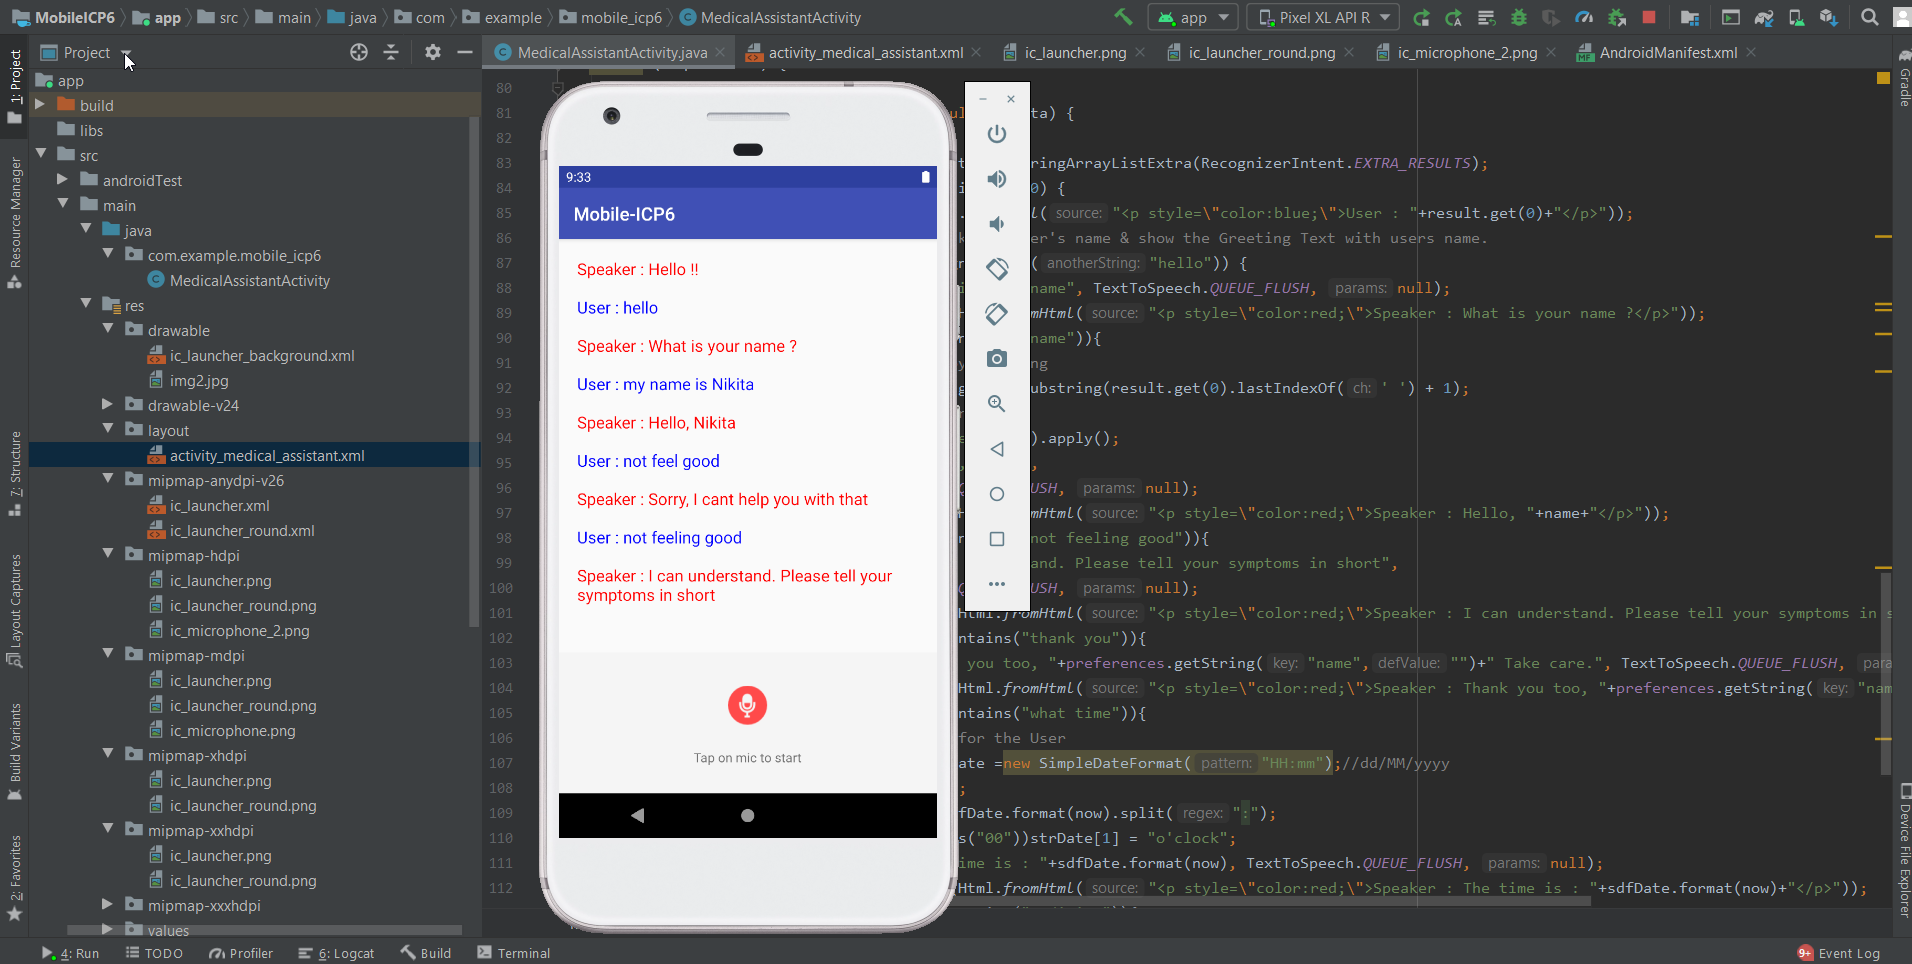 MobileICP6 app src main java com example mobile_icp6 MedicalAssistantActivity app Pixel XL API R
Project
MedicalAssistantActivity.java activity_medical_assistant.xml ic_launcher.png ic_launcher_round.png ic_microphone_2.png AndroidManifest.xml
1: Project
Resource Manager
7: Structure
Layout Captures
Build Variants
2: Favorites
app
build
libs
src
androidTest
main
java
com.example.mobile_icp6
MedicalAssistantActivity
res
drawable
ic_launcher_background.xml
img2.jpg
drawable-v24
layout
activity_medical_assistant.xml
mipmap-anydpi-v26
ic_launcher.xml
ic_launcher_round.xml
mipmap-hdpi
ic_launcher.png
ic_launcher_round.png
ic_microphone_2.png
mipmap-mdpi
ic_launcher.png
ic_launcher_round.png
ic_microphone.png
mipmap-xhdpi
ic_launcher.png
ic_launcher_round.png
mipmap-xxhdpi
ic_launcher.png
ic_launcher_round.png
mipmap-xxxhdpi
values
9:33
Mobile-ICP6
Speaker : Hello !!
User : hello
Speaker : What is your name ?
User : my name is Nikita
Speaker : Hello, Nikita
User : not feel good
Speaker : Sorry, I cant help you with that
User : not feeling good
Speaker : I can understand. Please tell your
symptoms in short
Tap on mic to start
80
81 ta) {
82
83 ringArrayListExtra(RecognizerIntent.EXTRA_RESULTS);
84 0) {
85 l( source: "<p style=\"color:blue;\">User : "+result.get(0)+"</p>"));
86 er's name & show the Greeting Text with users name.
87 ( anotherString: "hello")) {
88 name", TextToSpeech.QUEUE_FLUSH, params: null);
89 omHtml( source: "<p style=\"color:red;\">Speaker : What is your name ?</p>"));
90 name")){
91 ng
92 ubstring(result.get(0).lastIndexOf( ch: ' ') + 1);
93
94 ).apply();
95
96 USH, params: null);
97 omHtml( source: "<p style=\"color:red;\">Speaker : Hello, "+name+"</p>"));
98 not feeling good")){
99 and. Please tell your symptoms in short",
100 USH, params: null);
101 Html.fromHtml( source: "<p style=\"color:red;\">Speaker : I can understand. Please tell your symptoms in s
102 ntains("thank you")){
103 you too, "+preferences.getString( key: "name", defValue: "")+" Take care.", TextToSpeech.QUEUE_FLUSH, para
104 Html.fromHtml( source: "<p style=\"color:red;\">Speaker : Thank you too, "+preferences.getString( key: "nam
105 ntains("what time")){
106 for the User
107 ate =new SimpleDateFormat( pattern: "HH:mm");//dd/MM/yyyy
108 ;
109 fDate.format(now).split( regex: ":");
110 s("00"))strDate[1] = "o'clock";
111 ime is : "+sdfDate.format(now), TextToSpeech.QUEUE_FLUSH, params: null);
112 Html.fromHtml( source: "<p style=\"color:red;\">Speaker : The time is : "+sdfDate.format(now)+"</p>"));
Gradle
Device File Explorer
4: Run TODO Profiler 6: Logcat Build Terminal 9+ Event Log